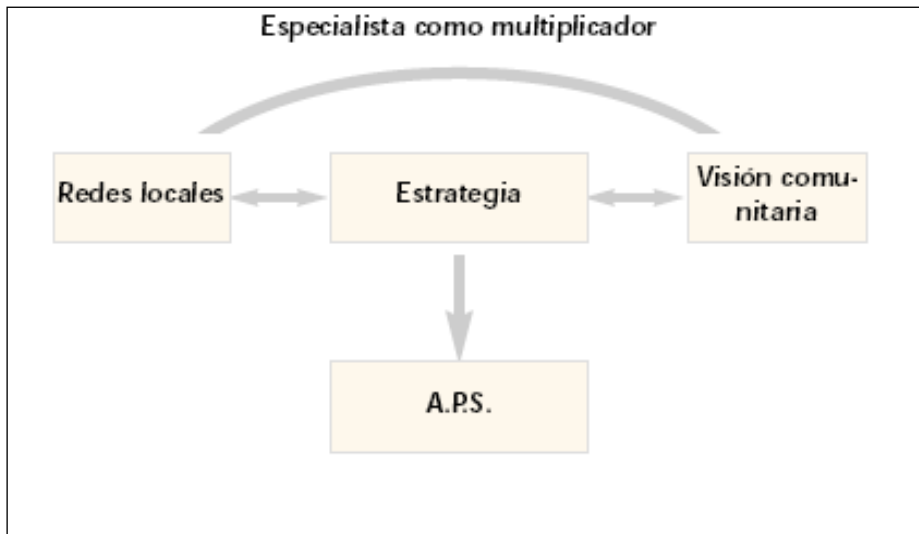 Especialista como multiplicador
Redes locales
Estrategia
Visión comu-
nitaria
A.P.S.